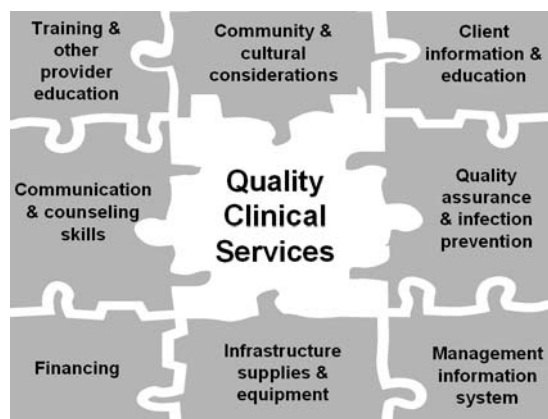 Training &
other
provider
education
Community &
cultural
considerations
Client
information &
education
Communication
& counseling
skills
Quality
Clinical
Services
Quality
assurance
& infection
prevention
Financing
Infrastructure
supplies &
equipment
Management
information
system